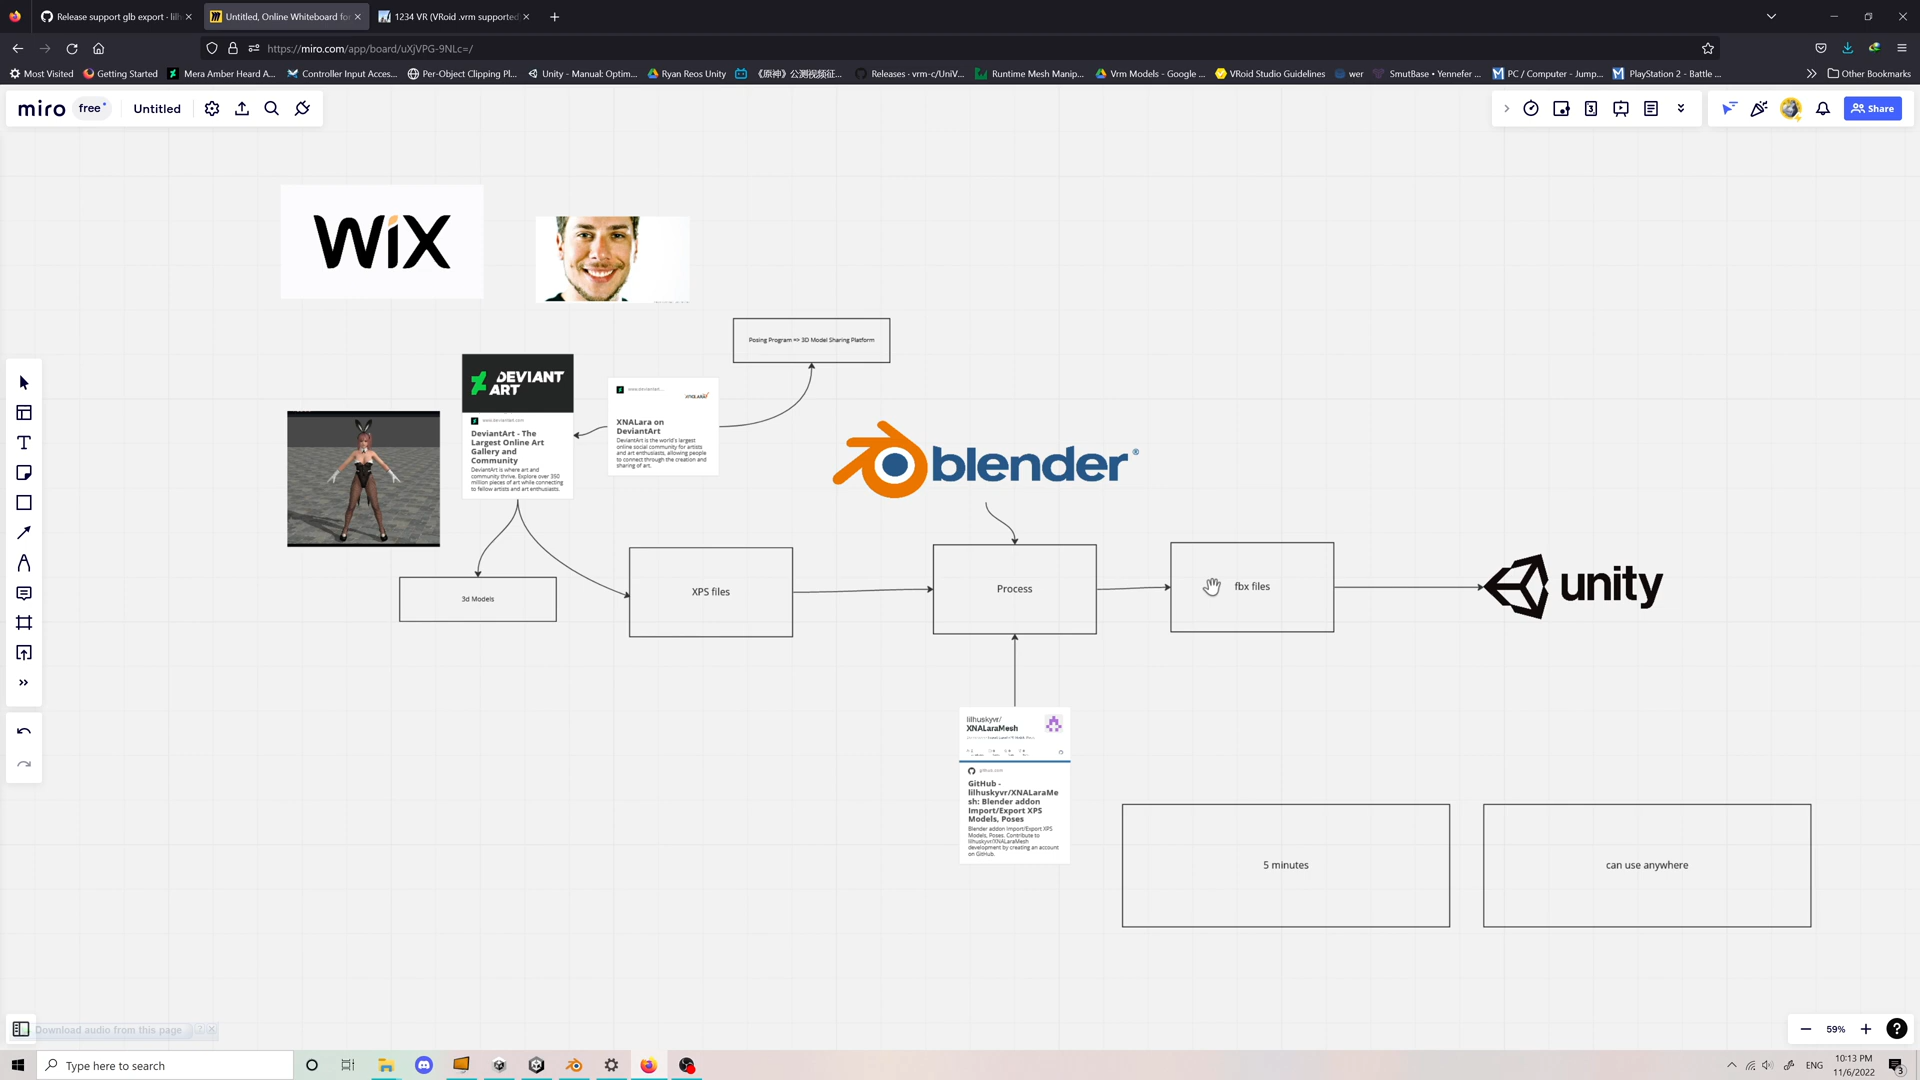 Release support glb export · lilh
Untitled, Online Whiteboard fo
1234 VR (VRoid .vrm supported
https://miro.com/app/board/uXjVPG-9NLc=/
Most Visited
Getting Started
Mera Amber Heard A...
Controller Input Acces...
Per-Object Clipping Pl...
Unity - Manual: Optim...
Ryan Reos Unity
《原神》公测视频征...
Releases · vrm-c/UniV...
Runtime Mesh Manip...
Vrm Models - Google ...
VRoid Studio Guidelines
wer
SmutBase • Yennefer ...
PC / Computer - Jump...
PlayStation 2 - Battle ...
Other Bookmarks
miro
free
Untitled
Share
WiX
Posing Program => 3D Model Sharing Platform
DEVIANT
ART
www.deviantart.com
DeviantArt - The
Largest Online Art
Gallery and
Community
DeviantArt is where art and
community thrive. Explore over 350
million pieces of art while connecting
to fellow artists and art enthusiasts.
www.deviantart...
XNALara on
DeviantArt
DeviantArt is the world's largest
online social community for artists
and art enthusiasts, allowing people
to connect through the creation and
sharing of art.
blender®
3d Models
XPS files
Process
fbx files
unity
lilhuskyvr/
XNALaraMesh
github.com
GitHub -
lilhuskyvr/XNALaraMe
sh: Blender addon
Import/Export XPS
Models, Poses
Blender addon Import/Export XPS
Models, Poses. Contribute to
lilhuskyvr/XNALaraMesh
development by creating an account
on GitHub.
5 minutes
can use anywhere
Download audio from this page
59%
Type here to search
ENG
10:13 PM
11/6/2022
3